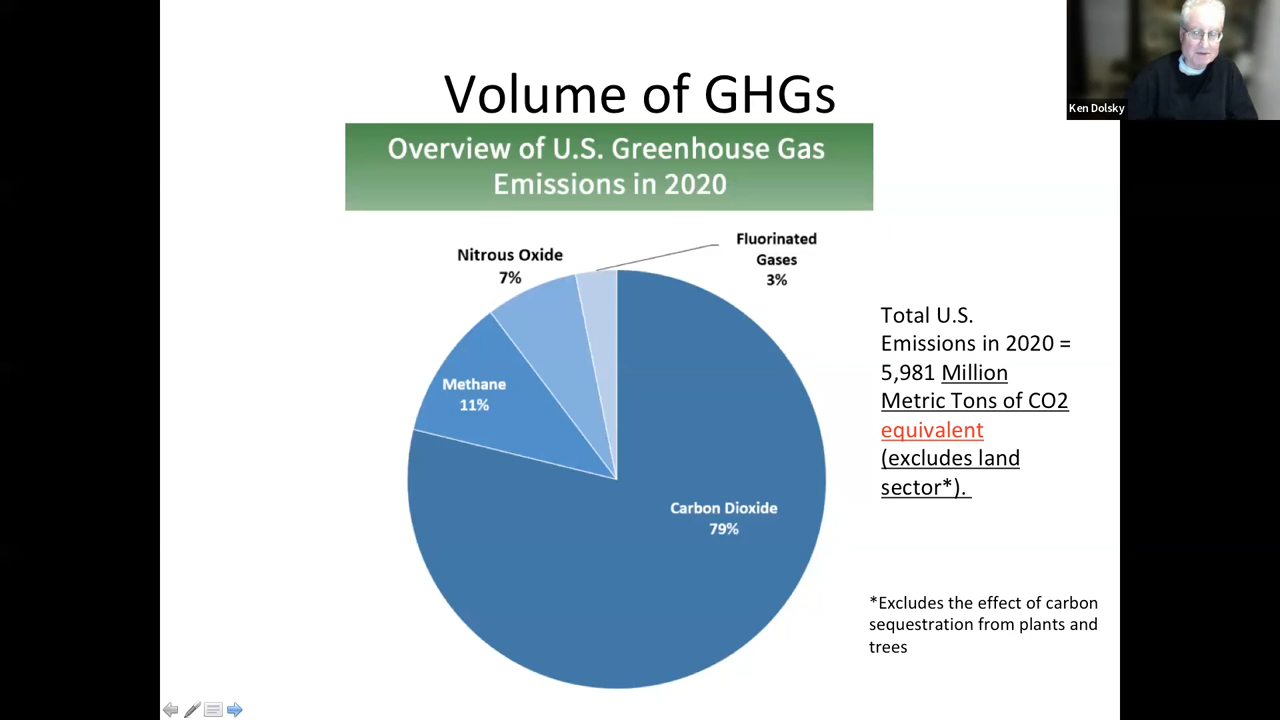 Volume of GHGs
Overview of U.S. Greenhouse Gas
Emissions in 2020
Nitrous Oxide
7%
Fluorinated
Gases
3%
Methane
11%
Carbon Dioxide
79%
Total U.S.
Emissions in 2020 =
5,981 Million
Metric Tons of CO2
equivalent
(excludes land
sector*).
*Excludes the effect of carbon
sequestration from plants and
trees
Ken Dolsky